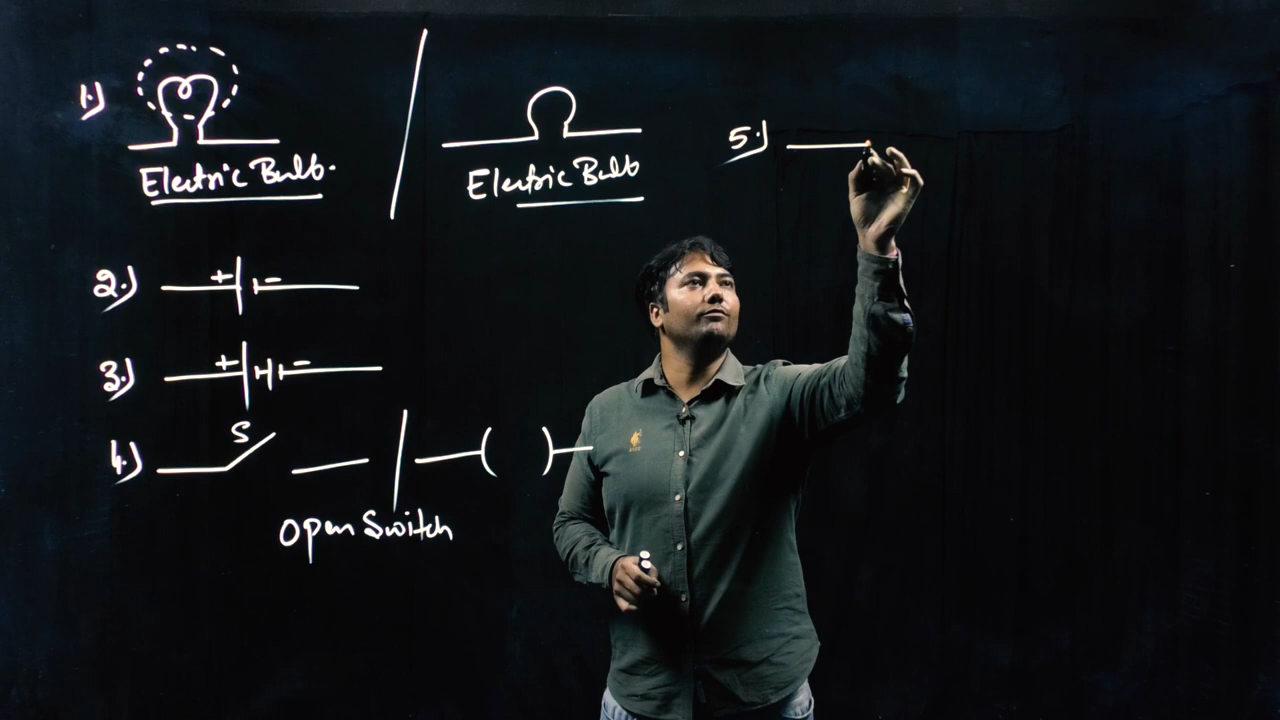 1.)
Electric Bulb.
Electric Bulb
2.) + -
3.) + -
4.) S
Open Switch
5.)